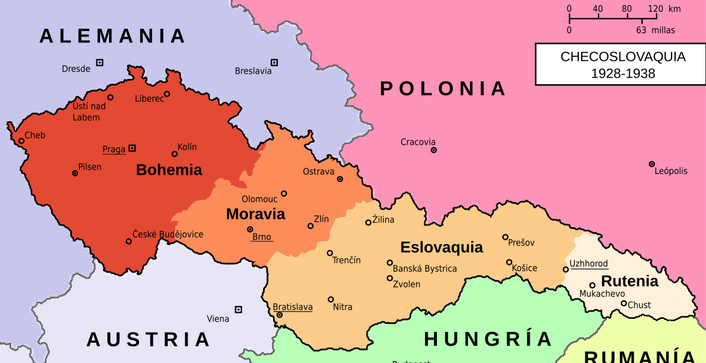 0 40 80 120 km
0 63 millas
CHECOSLOVAQUIA
1928-1938
ALEMANIA
Dresde
Breslavia
POLONIA
Ustí nad
Labem
Liberec
Cheb
Praga
Kolín
Pilsen
Bohemia
Cracovia
Leópolis
Ostrava
Olomouc
Moravia
Zlín
Žilina
České Budějovice
Brno
Eslovaquia
Prešov
Trenčín
Banská Bystrica
Košice
Uzhhorod
Zvolen
Rutenia
Mukachevo
Chust
Bratislava
Nitra
Viena
AUSTRIA
HUNGRÍA
RUMANÍA